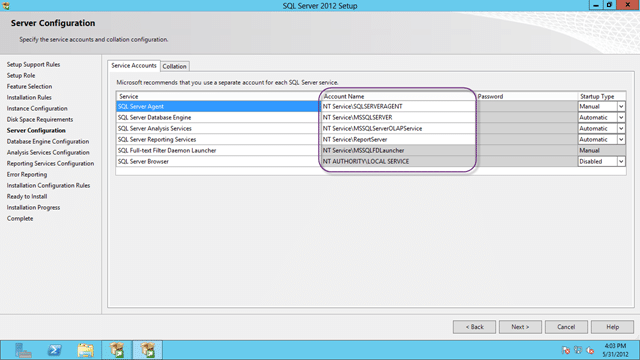 SQL Server 2012 Setup
Server Configuration
Specify the service accounts and collation configuration.
Setup Support Rules
Setup Role
Feature Selection
Installation Rules
Instance Configuration
Disk Space Requirements
Server Configuration
Database Engine Configuration
Analysis Services Configuration
Reporting Services Configuration
Error Reporting
Installation Configuration Rules
Ready to Install
Installation Progress
Complete
Service Accounts Collation
Microsoft recommends that you use a separate account for each SQL Server service.
Service Account Name Password Startup Type
SQL Server Agent NT Service\SQLSERVERAGENT Manual
SQL Server Database Engine NT Service\MSSQLSERVER Automatic
SQL Server Analysis Services NT Service\MSSQLServerOLAPService Automatic
SQL Server Reporting Services NT Service\ReportServer Automatic
SQL Full-text Filter Daemon Launcher NT Service\MSSQLFDLauncher Manual
SQL Server Browser NT AUTHORITY\LOCAL SERVICE Disabled
< Back Next > Cancel Help
4:03 PM
5/31/2012